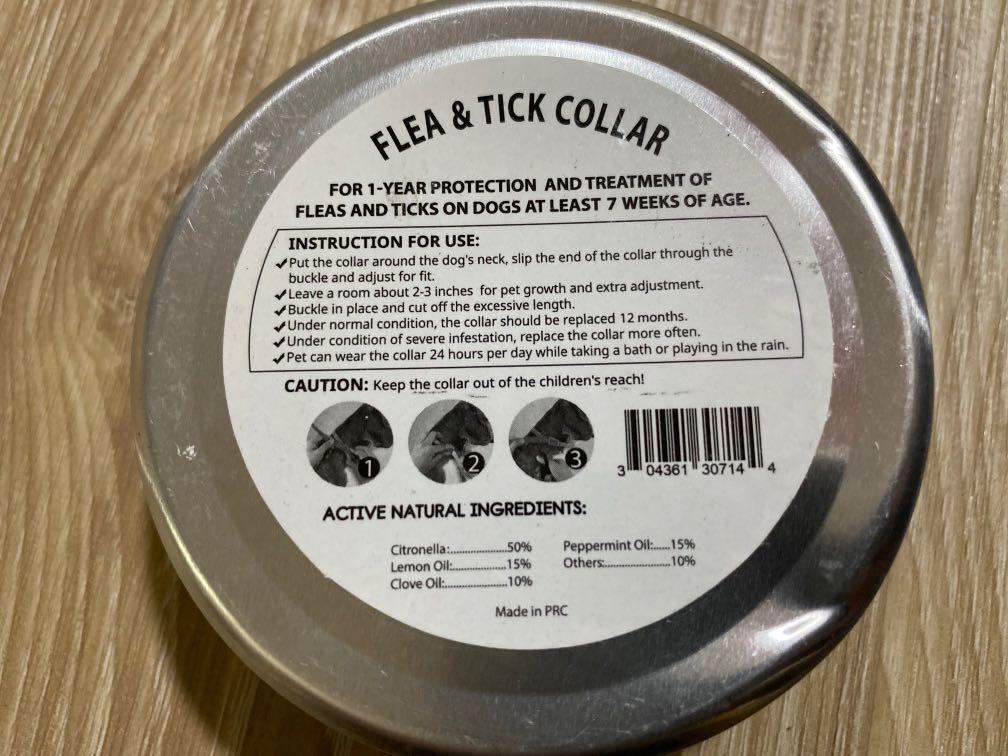 FLEA & TICK COLLAR
FOR 1-YEAR PROTECTION AND TREATMENT OF
FLEAS AND TICKS ON DOGS AT LEAST 7 WEEKS OF AGE.
INSTRUCTION FOR USE:
✓Put the collar around the dog's neck, slip the end of the collar through the
buckle and adjust for fit.
✓Leave a room about 2-3 inches for pet growth and extra adjustment.
✓Buckle in place and cut off the excessive length.
✓Under normal condition, the collar should be replaced 12 months.
✓Under condition of severe infestation, replace the collar more often.
✓Pet can wear the collar 24 hours per day while taking a bath or playing in the rain.
CAUTION: Keep the collar out of the children's reach!
1 2 3
3 04361 30714 4
ACTIVE NATURAL INGREDIENTS:
Citronella:...................50%
Lemon Oil:..................15%
Clove Oil:.....................10%
Peppermint Oil:......15%
Others:......................10%
Made in PRC